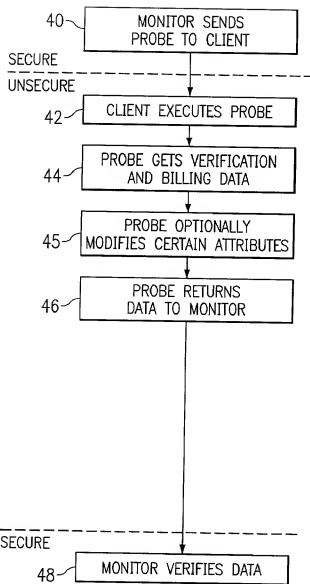 40
MONITOR SENDS
PROBE TO CLIENT
SECURE
UNSECURE
42
CLIENT EXECUTES PROBE
44
PROBE GETS VERIFICATION
AND BILLING DATA
45
PROBE OPTIONALLY
MODIFIES CERTAIN ATTRIBUTES
46
PROBE RETURNS
DATA TO MONITOR
SECURE
48
MONITOR VERIFIES DATA